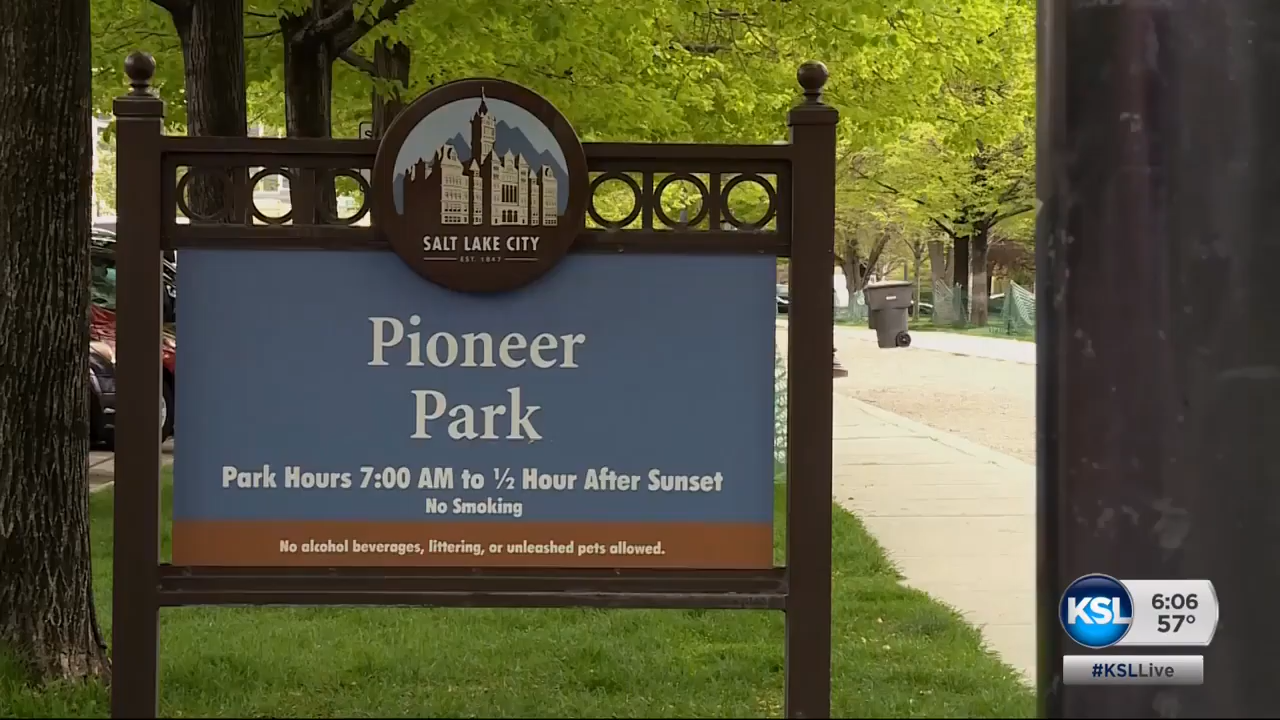 SALT LAKE CITY
EST. 1847
Pioneer
Park
Park Hours 7:00 AM to ½ Hour After Sunset
No Smoking
No alcohol beverages, littering, or unleashed pets allowed.
KSL
6:06
57°
#KSLLive